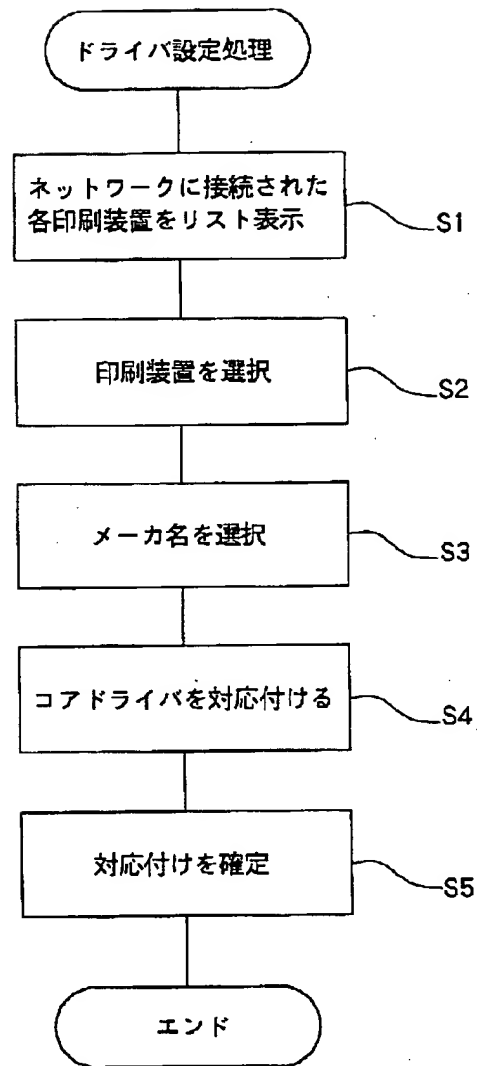 ドライバ設定処理
ネットワークに接続された
各印刷装置をリスト表示
S1
印刷装置を選択
S2
メーカ名を選択
S3
コアドライバを対応付ける
S4
対応付けを確定
S5
エンド